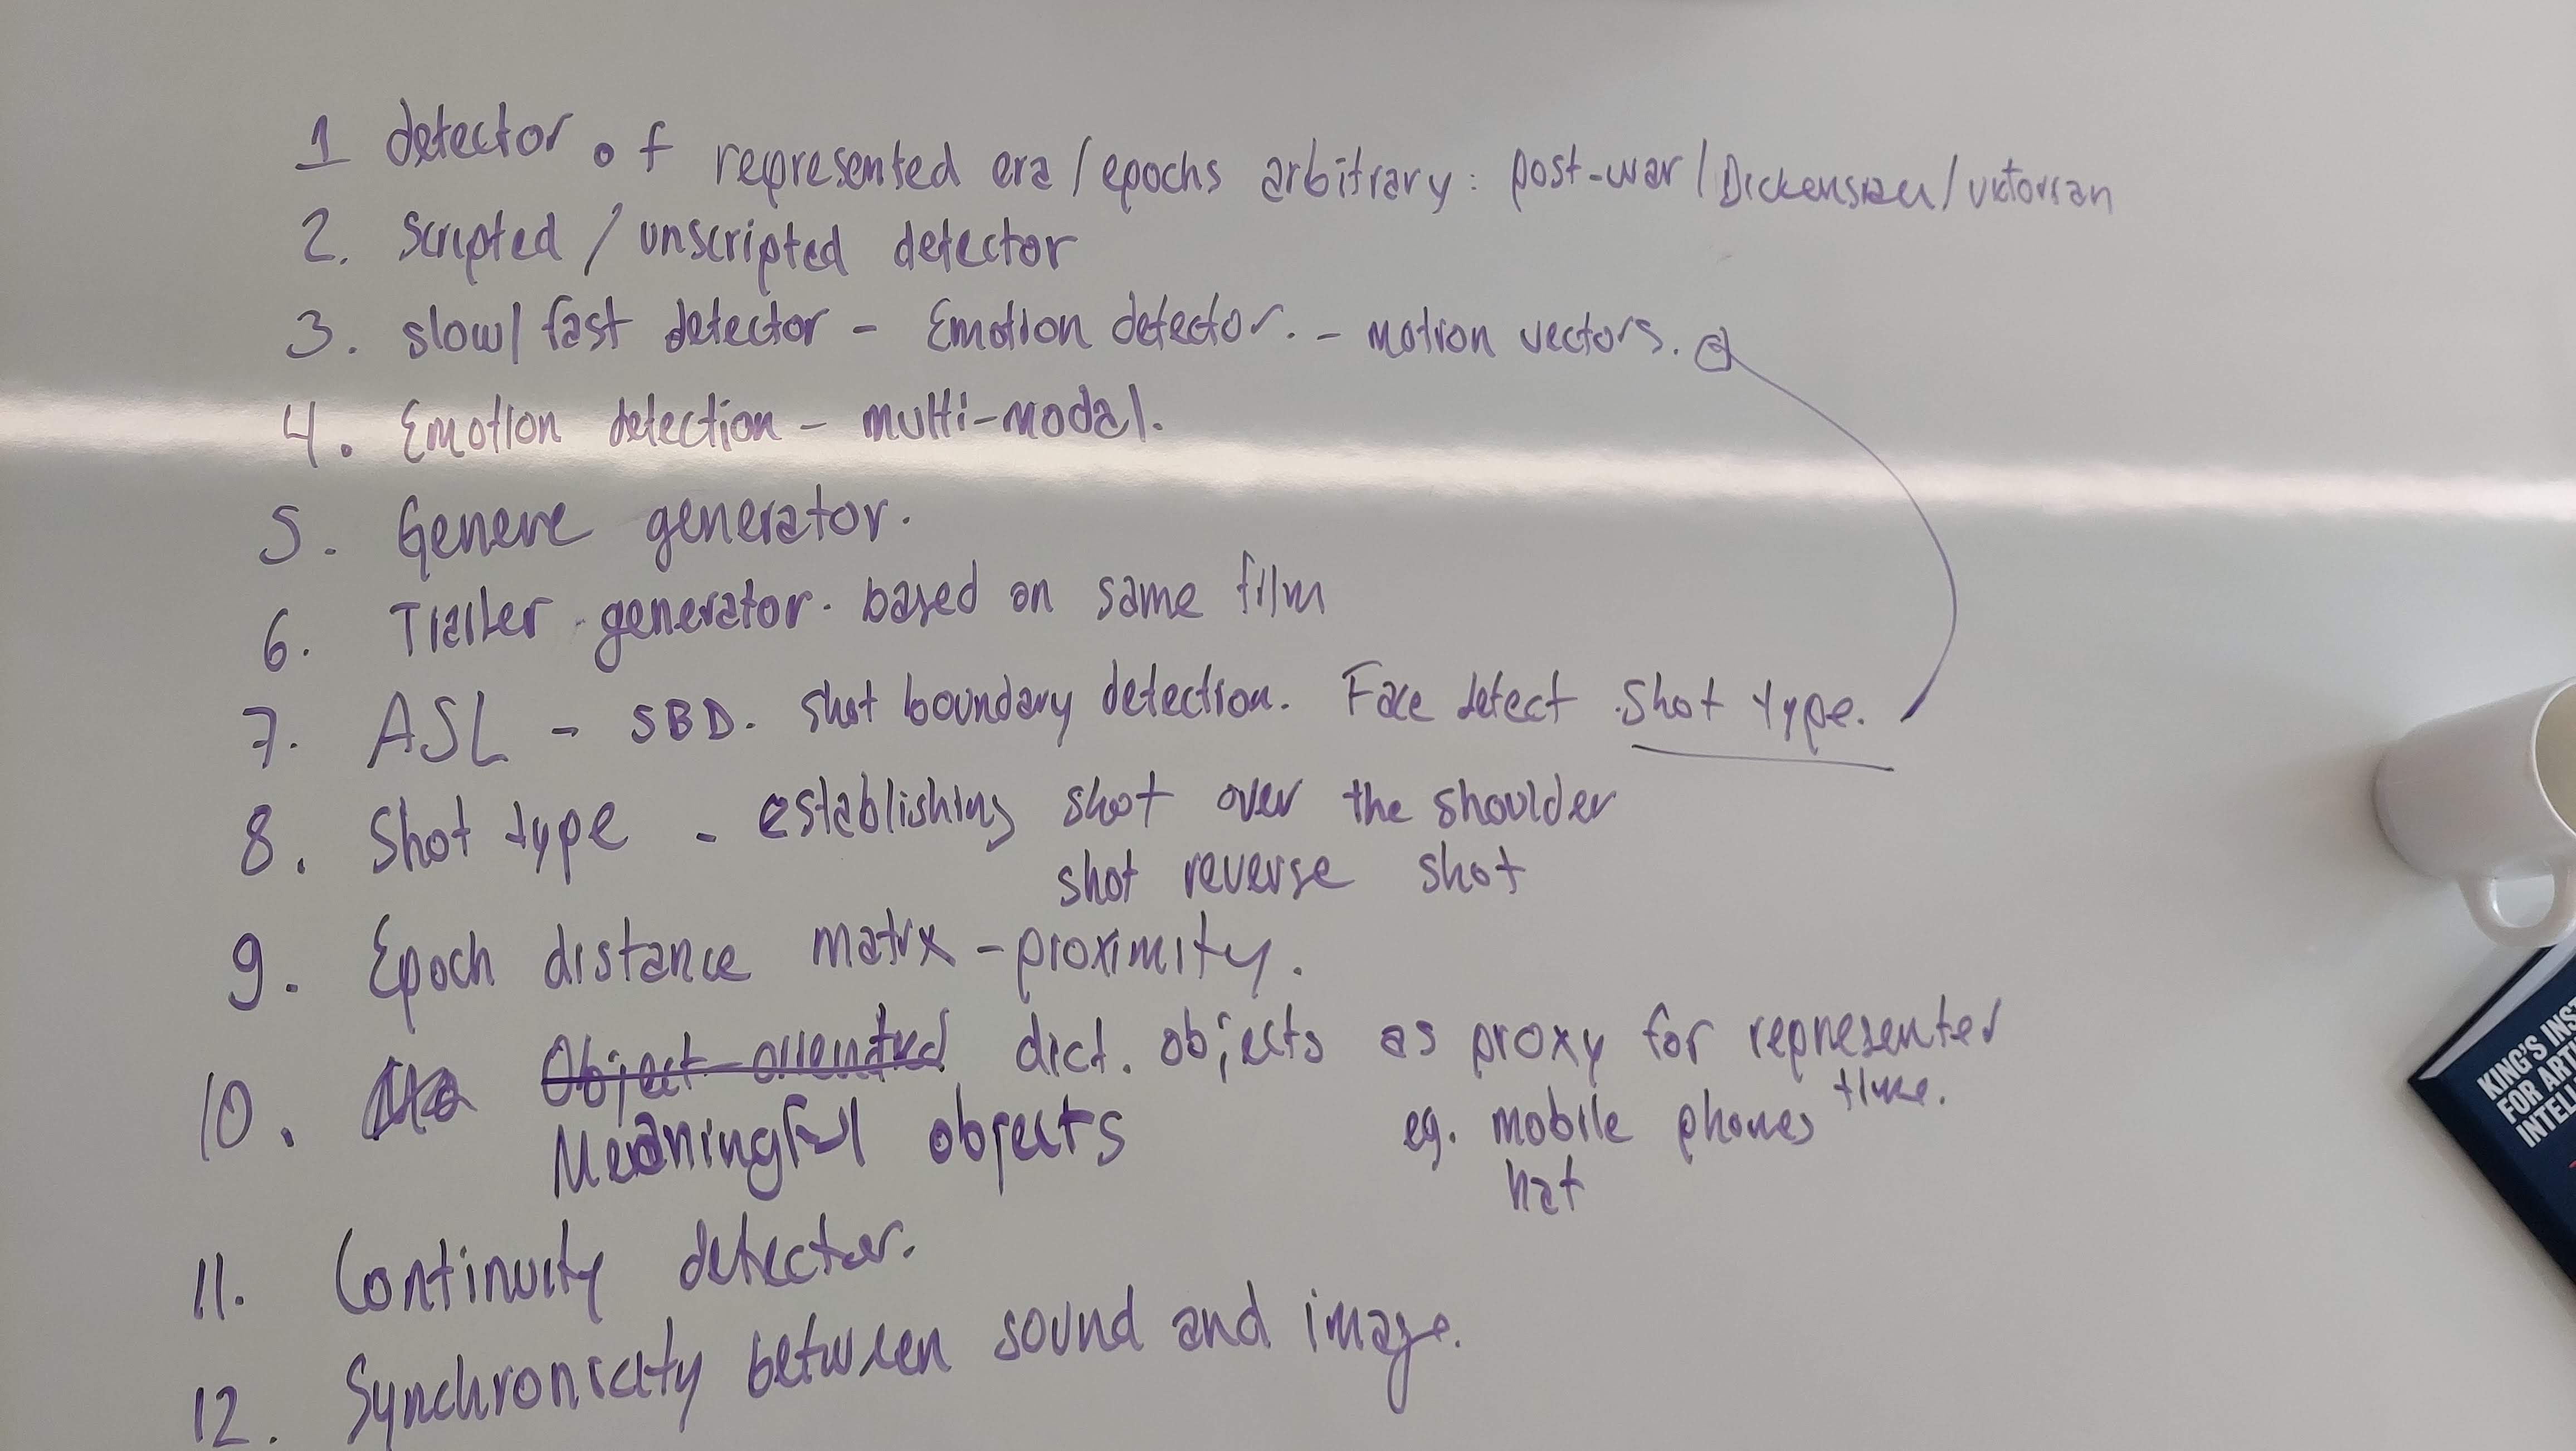 1 detector of represented era / epochs arbitrary: post-war / Dickensian / victorian
2. Scripted / unscripted detector
3. slow / fast detector - Emotion detector. - motion vectors.
4. Emotion detection - multi-modal.
5. Genere generator.
6. Trailer generator. based on same film
7. ASL - SBD. shot boundary detection. Face detect shot type.
8. Shot type - establishing shot over the shoulder
shot reverse shot
9. Epoch distance matrix - proximity.
10. Object-oriented dict. objects as proxy for represented
time.
Meaningful objects eg. mobile phones
hat
11. Continuity detector.
12. Synchronicity between sound and image.
KING'S
FOR